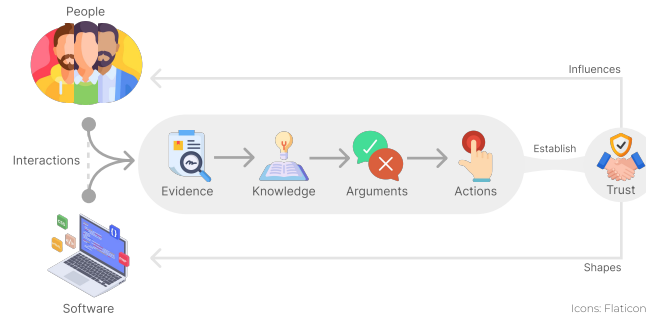 People
Influences
Interactions
Establish
Evidence
Knowledge
Arguments
Actions
Trust
Shapes
Software
Icons: Flaticon